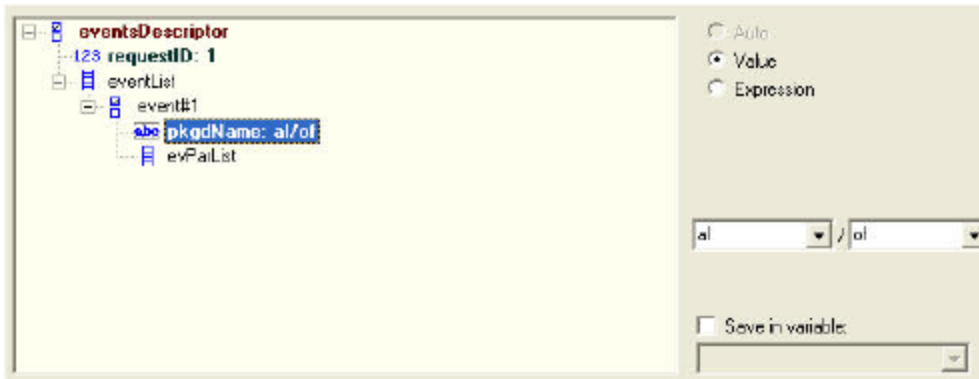 eventsDescriptor
123 requestID: 1
eventList
event#1
abc pkgdName: al/of
evParList
Auto
Value
Expression
al / of
Save in variable: